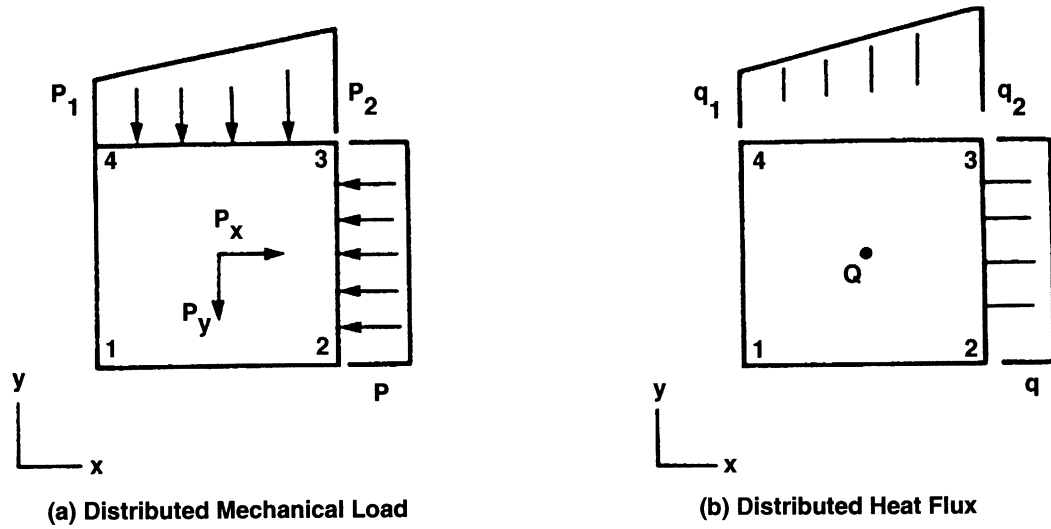 P1
P2
4
3
Px
Py
1
2
P
y
x
(a) Distributed Mechanical Load
q1
q2
4
3
Q
1
2
q
y
x
(b) Distributed Heat Flux